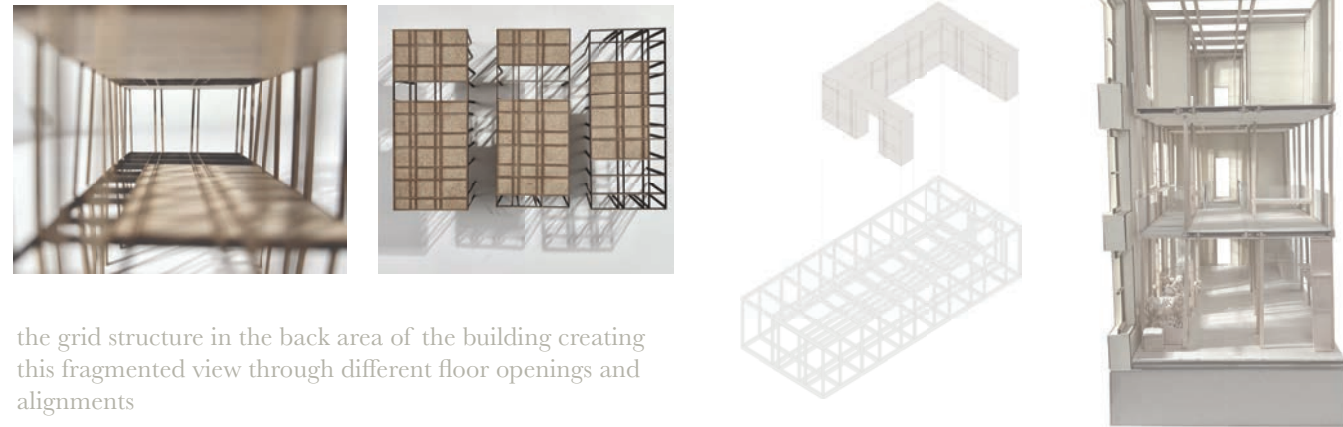 the grid structure in the back area of the building creating
this fragmented view through different floor openings and
alignments